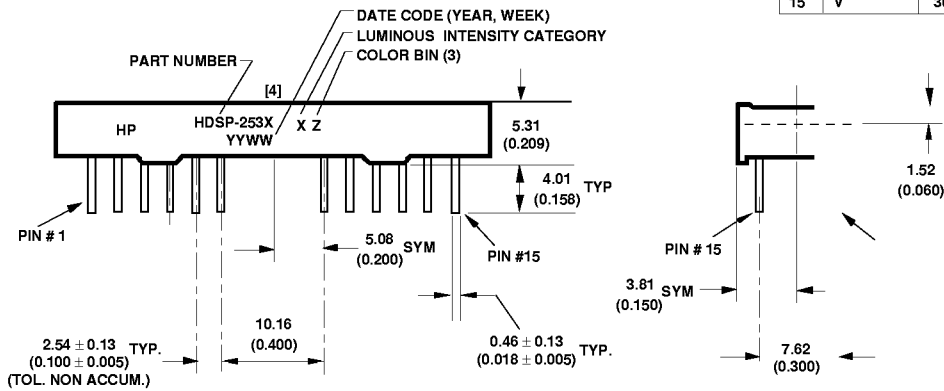 15 V
DATE CODE (YEAR, WEEK)
LUMINOUS INTENSITY CATEGORY
COLOR BIN (3)
PART NUMBER
[4]
HP
HDSP-253X X Z
YYWW
5.31
(0.209)
4.01
(0.158) TYP
1.52
(0.060)
PIN # 1
5.08
(0.200) SYM
PIN #15
PIN # 15
3.81
(0.150) SYM
2.54 ± 0.13
(0.100 ± 0.005) TYP.
(TOL. NON ACCUM.)
10.16
(0.400)
0.46 ± 0.13
(0.018 ± 0.005) TYP.
7.62
(0.300)